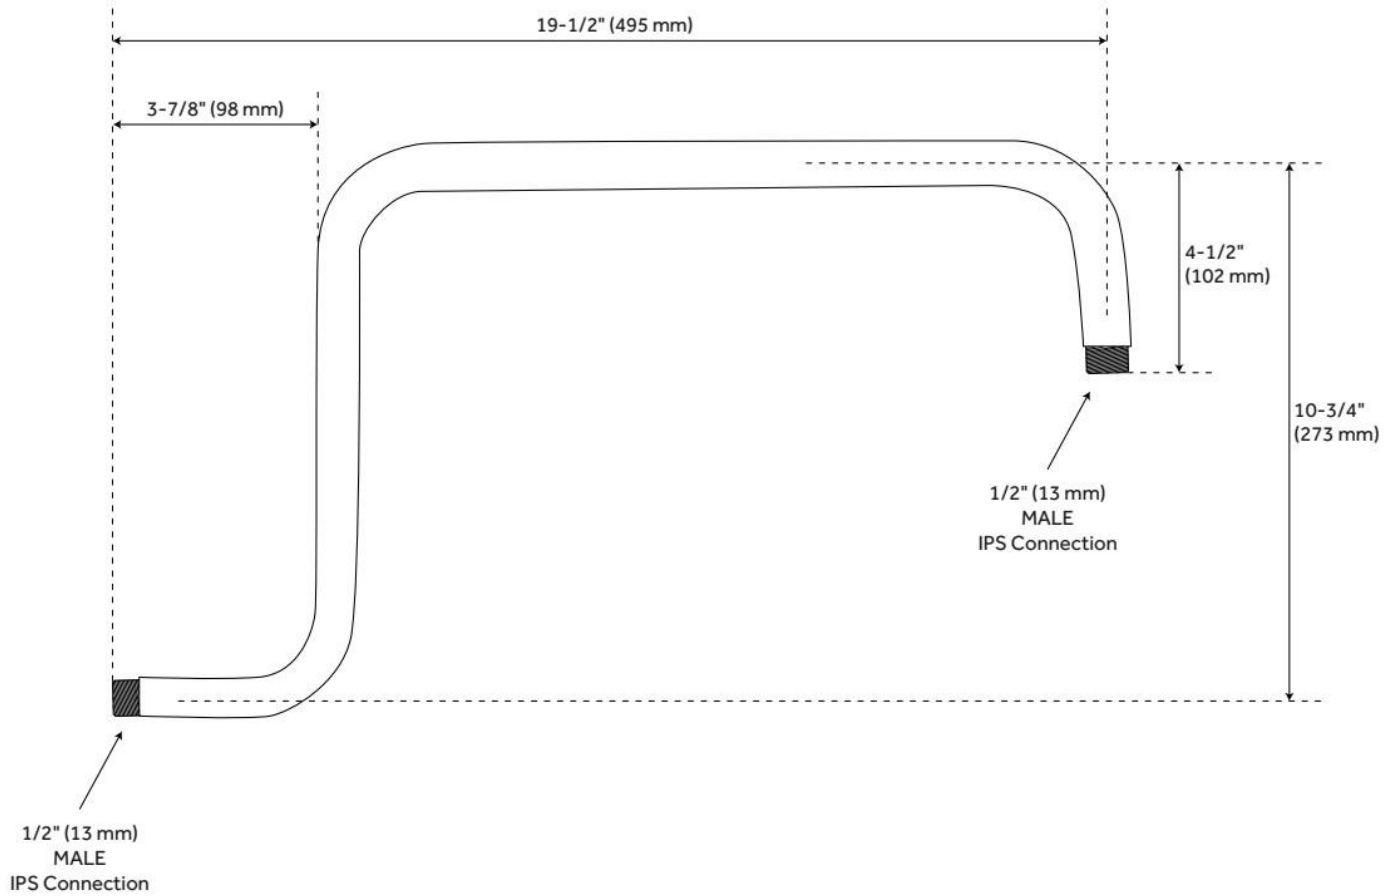 19-1/2" (495 mm)
3-7/8" (98 mm)
4-1/2"
(102 mm)
10-3/4"
(273 mm)
1/2" (13 mm)
MALE
IPS Connection
1/2" (13 mm)
MALE
IPS Connection